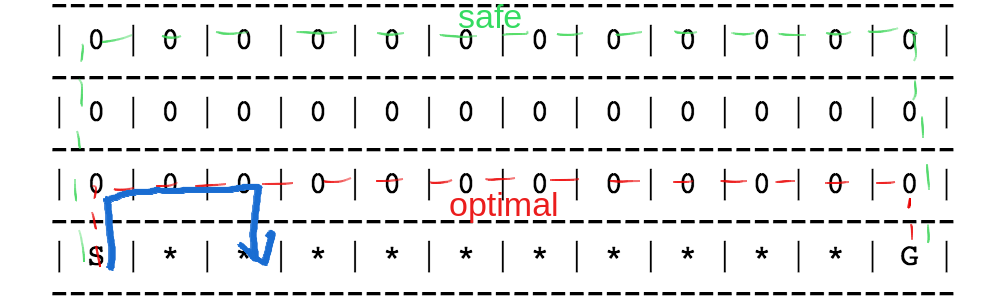 safe
| 0 | 0 | 0 | 0 | 0 | 0 | 0 | 0 | 0 | 0 | 0 | 0 |
| 0 | 0 | 0 | 0 | 0 | 0 | 0 | 0 | 0 | 0 | 0 | 0 |
| 0 | 0 | 0 | 0 | 0 | 0 | 0 | 0 | 0 | 0 | 0 | 0 |
optimal
| S | * | * | * | * | * | * | * | * | * | * | G |